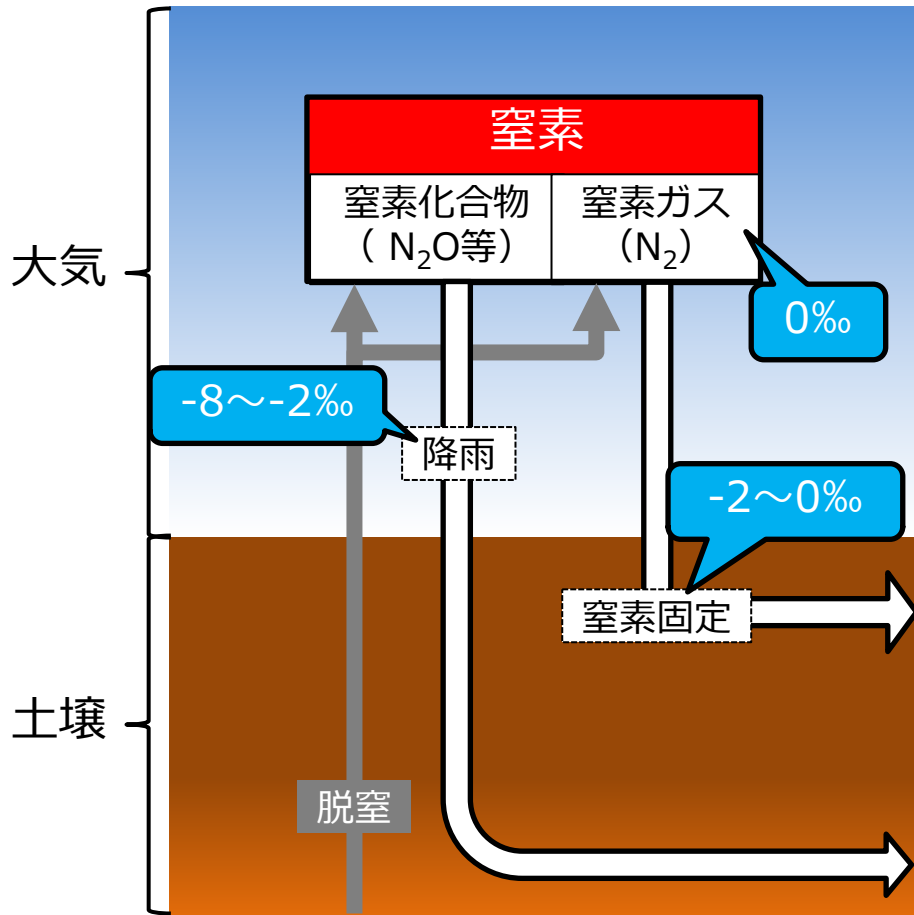 窒素
窒素化合物
（ N₂O等）
窒素ガス
（N₂）
大気
0‰
-8～-2‰
降雨
-2～0‰
窒素固定
土壌
脱窒